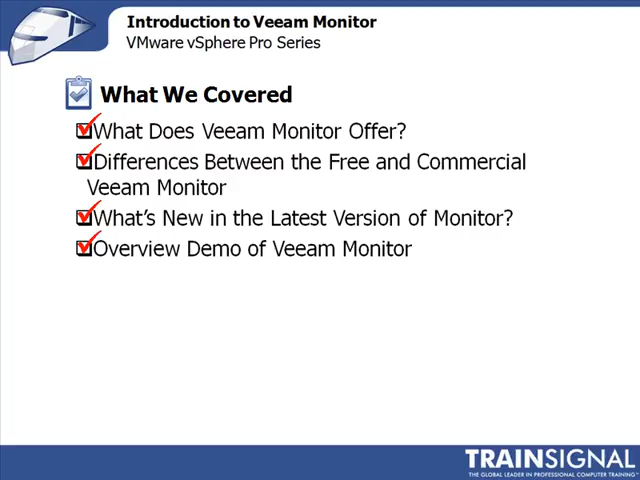 Introduction to Veeam Monitor
VMware vSphere Pro Series
What We Covered
What Does Veeam Monitor Offer?
Differences Between the Free and Commercial
Veeam Monitor
What's New in the Latest Version of Monitor?
Overview Demo of Veeam Monitor
TRAINSIGNAL
THE GLOBAL LEADER IN PROFESSIONAL COMPUTER TRAINING